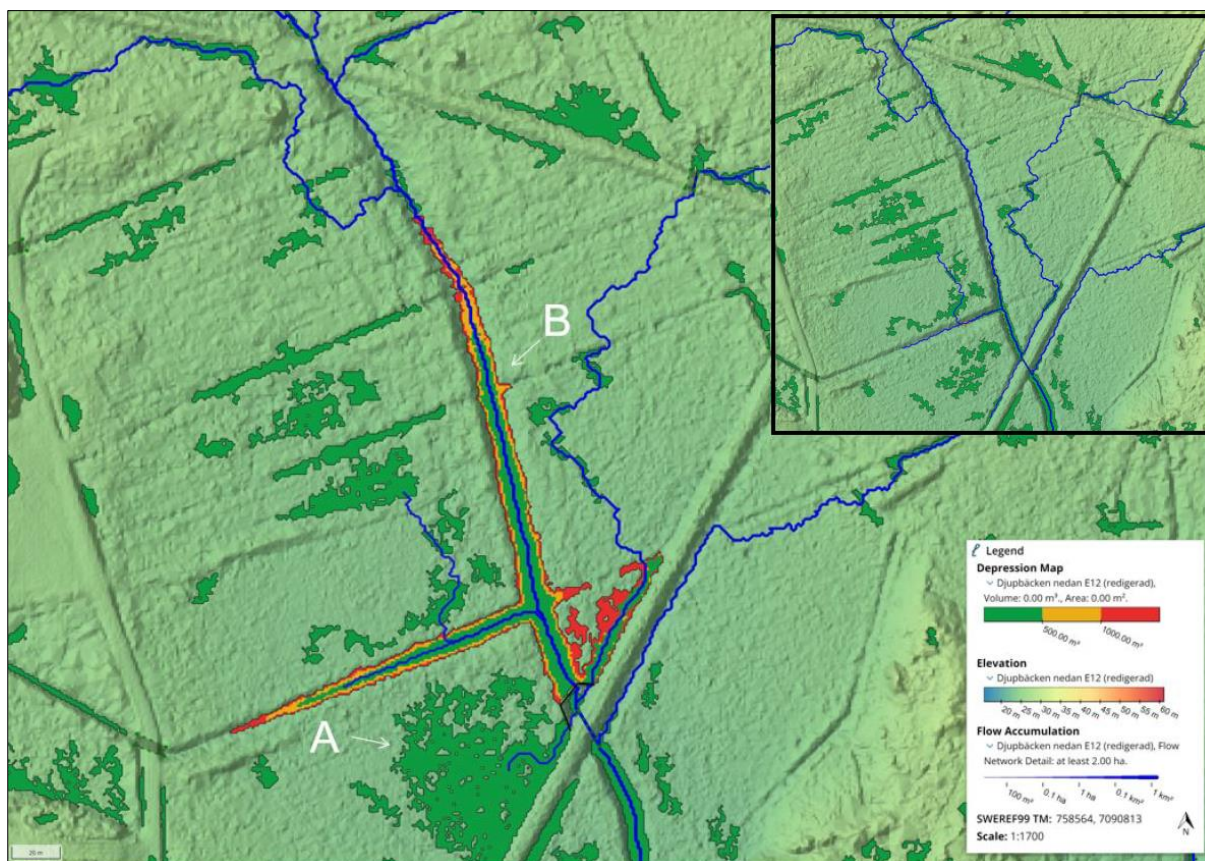 B
A
Legend
Depression Map
Djupbäcken nedan E12 (redigerad),
Volume: 0.00 m³., Area: 0.00 m².
500.00 m³
1000.00 m³
Elevation
Djupbäcken nedan E12 (redigerad)
20 m 25 m 30 m 35 m 40 m 45 m 50 m 55 m 60 m
Flow Accumulation
Djupbäcken nedan E12 (redigerad), Flow
Network Detail: at least 2.00 ha.
100 m² 0.1 ha 1 ha 0.1 km² 1 km²
SWEREF99 TM: 758564, 7090813
Scale: 1:1700
N
20 m